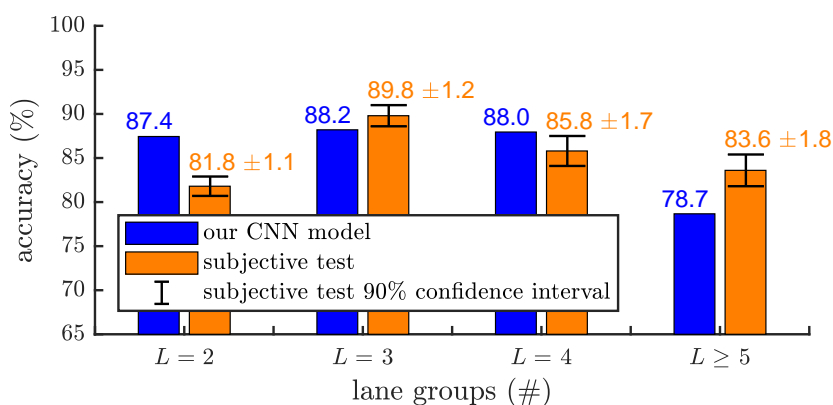 accuracy (%)
100
95
90
85
80
75
70
65
87.4
81.8 ±1.1
88.2
89.8 ±1.2
88.0
85.8 ±1.7
78.7
83.6 ±1.8
our CNN model
subjective test
subjective test 90% confidence interval
L = 2
L = 3
L = 4
L ≥ 5
lane groups (#)